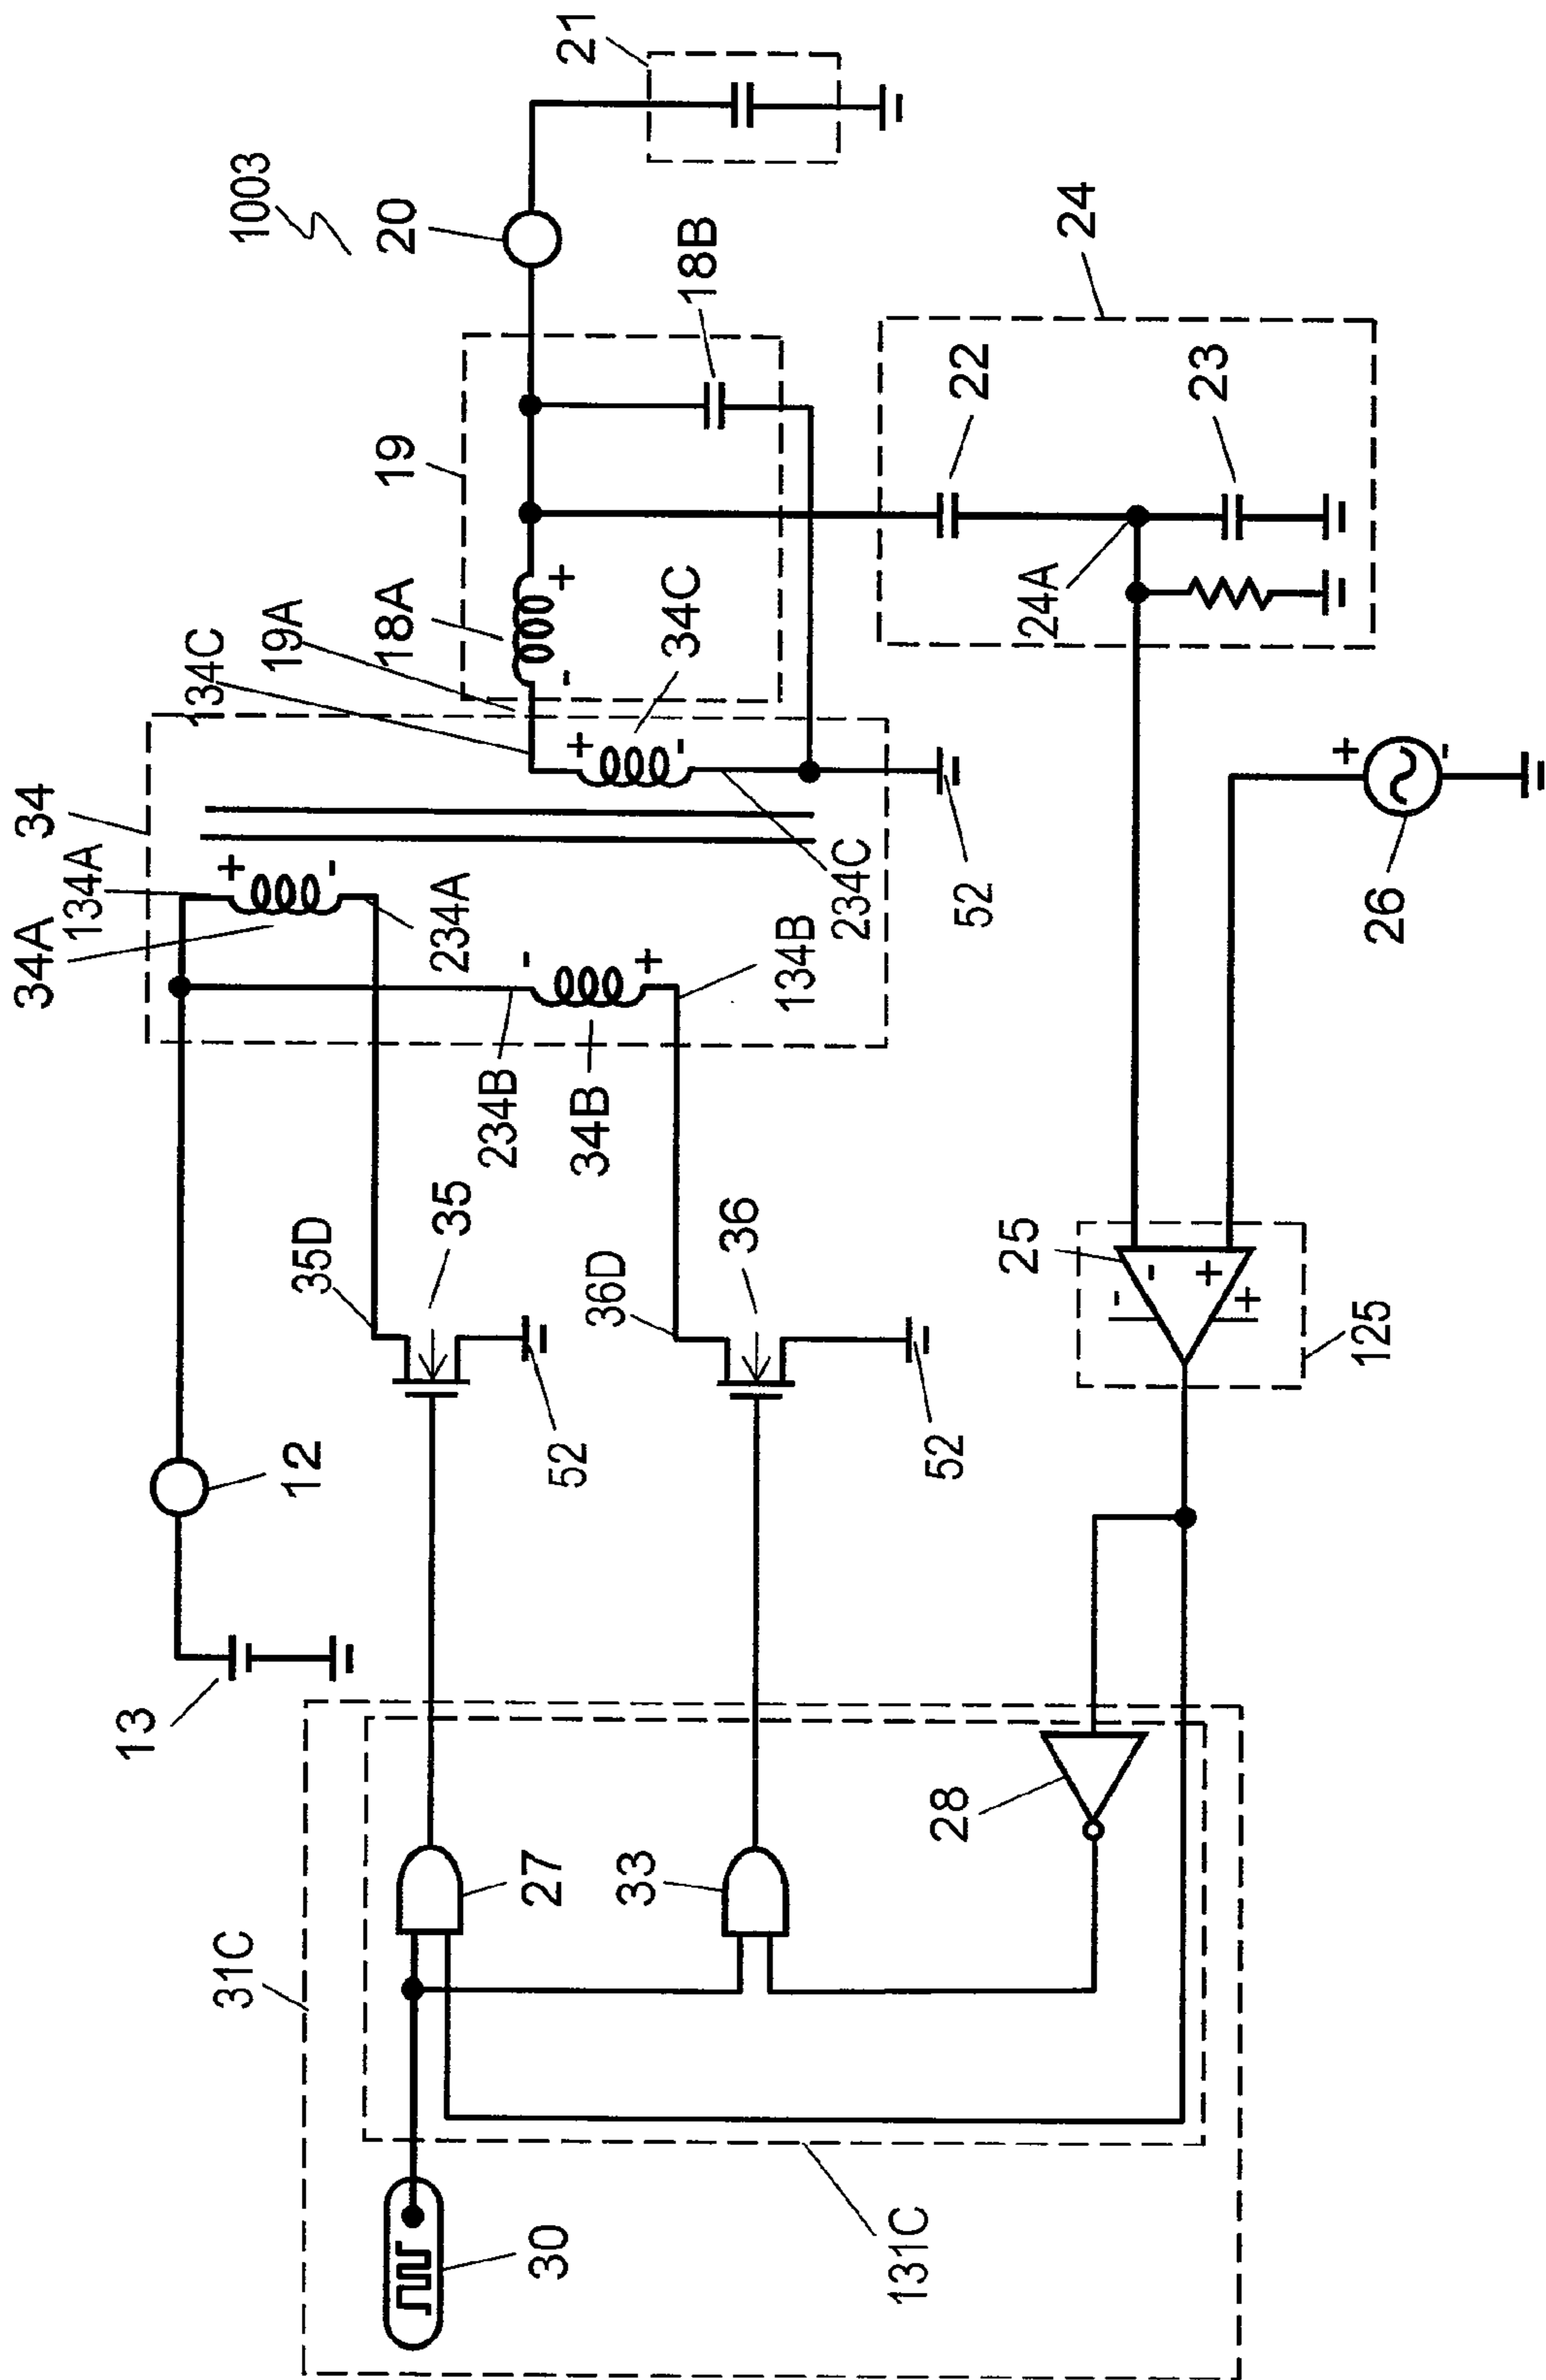 1003
21
20
18B
19
24
22
23
18A
19A
134C
34C
24A
34
134A
34A
234A
234C
52
134B
234B
34B
26
35D
35
36D
36
25
125
12
52
52
13
31C
27
33
28
30
131C
+
-
-
+
+
-
-
+
+
-
+
-
-
+
-
+